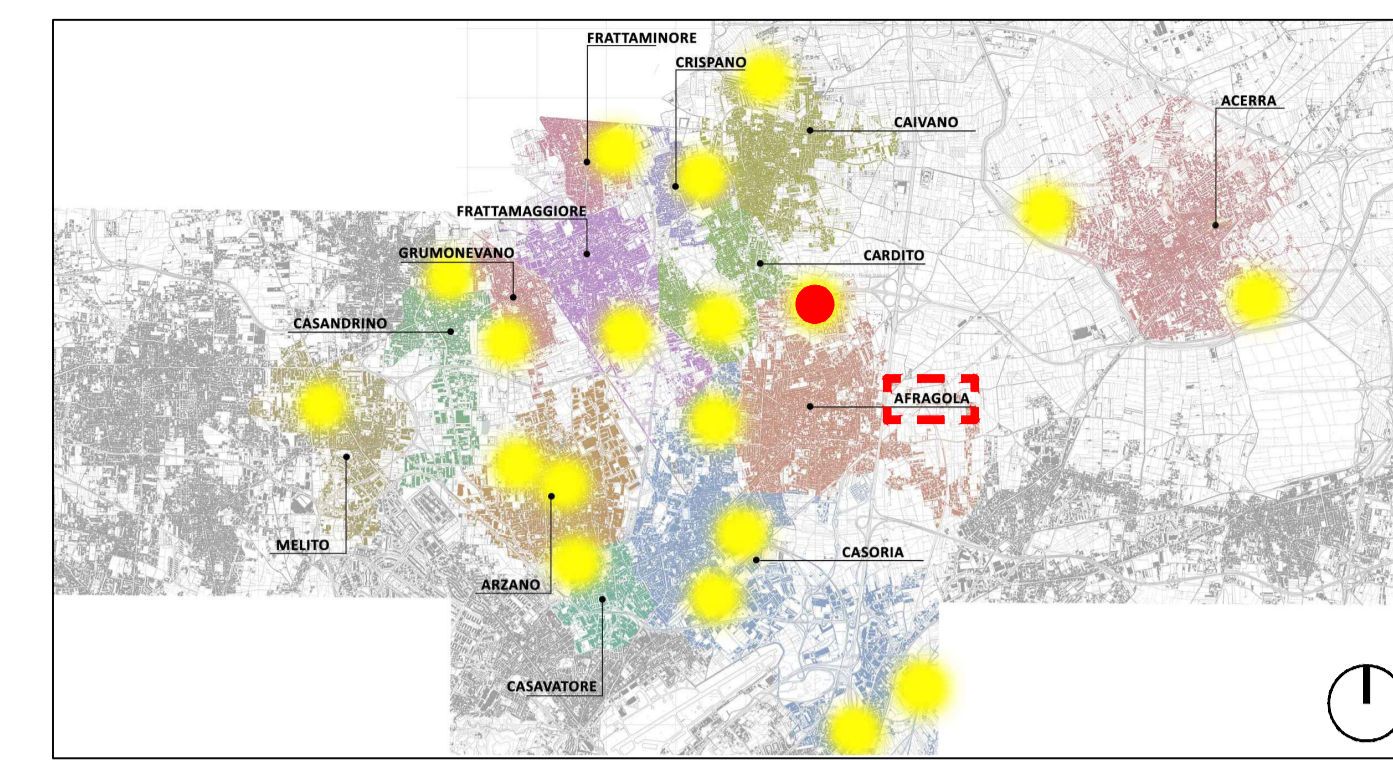 FRATTAMINORE
CRISPANO
ACERRA
CAIVANO
FRATTAMAGGIORE
GRUMONEVANO
CARDITO
CASANDRINO
AFRAGOLA
MELITO
CASORIA
ARZANO
CASAVATORE